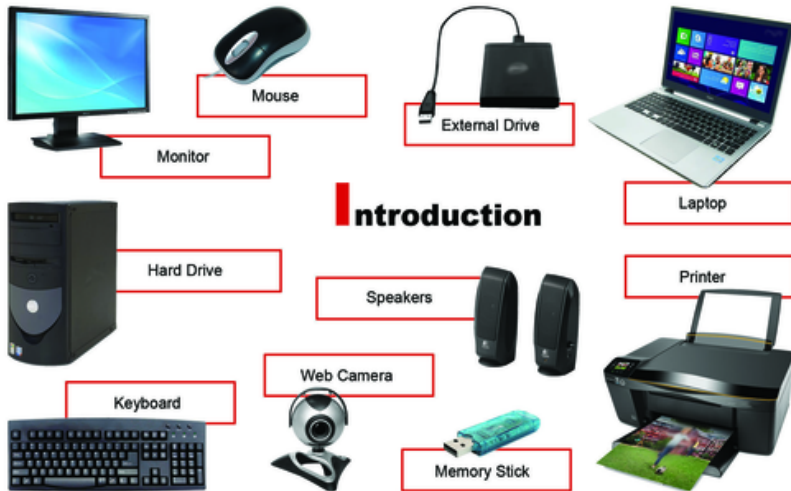 Mouse
External Drive
Monitor
Laptop
Introduction
Hard Drive
Speakers
Printer
Web Camera
Keyboard
Memory Stick